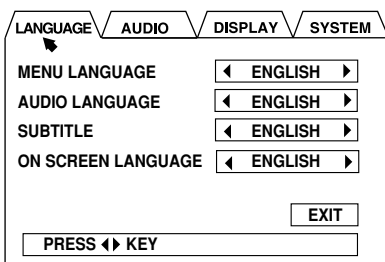 LANGUAGE AUDIO DISPLAY SYSTEM
MENU LANGUAGE ENGLISH
AUDIO LANGUAGE ENGLISH
SUBTITLE ENGLISH
ON SCREEN LANGUAGE ENGLISH
EXIT
PRESS ◀▶ KEY